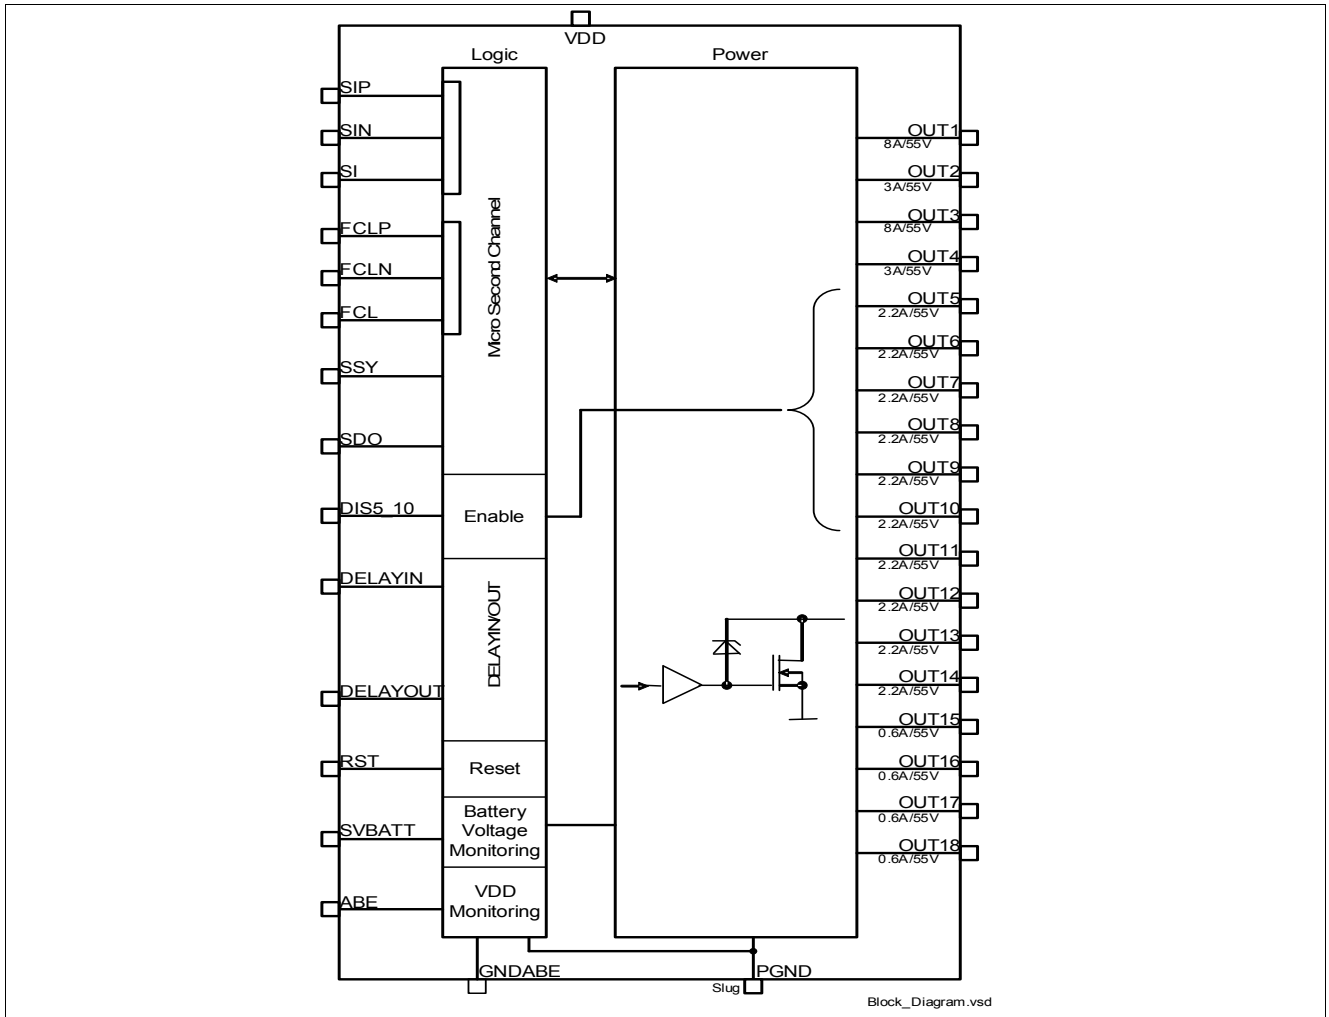 VDD
Logic
Power
SIP
SIN
SI
FCLP
FCLN
FCL
SSY
SDO
DIS5_10
DELAYIN
DELAYOUT
RST
SVBATT
ABE
Micro Second Channel
Enable
DELAYIN/OUT
Reset
Battery
Voltage
Monitoring
VDD
Monitoring
OUT1
8A/55V
OUT2
3A/55V
OUT3
8A/55V
OUT4
3A/55V
OUT5
2.2A/55V
OUT6
2.2A/55V
OUT7
2.2A/55V
OUT8
2.2A/55V
OUT9
2.2A/55V
OUT10
2.2A/55V
OUT11
2.2A/55V
OUT12
2.2A/55V
OUT13
2.2A/55V
OUT14
2.2A/55V
OUT15
0.6A/55V
OUT16
0.6A/55V
OUT17
0.6A/55V
OUT18
0.6A/55V
GNDABE
PGND
Slug
Block_Diagram.vsd